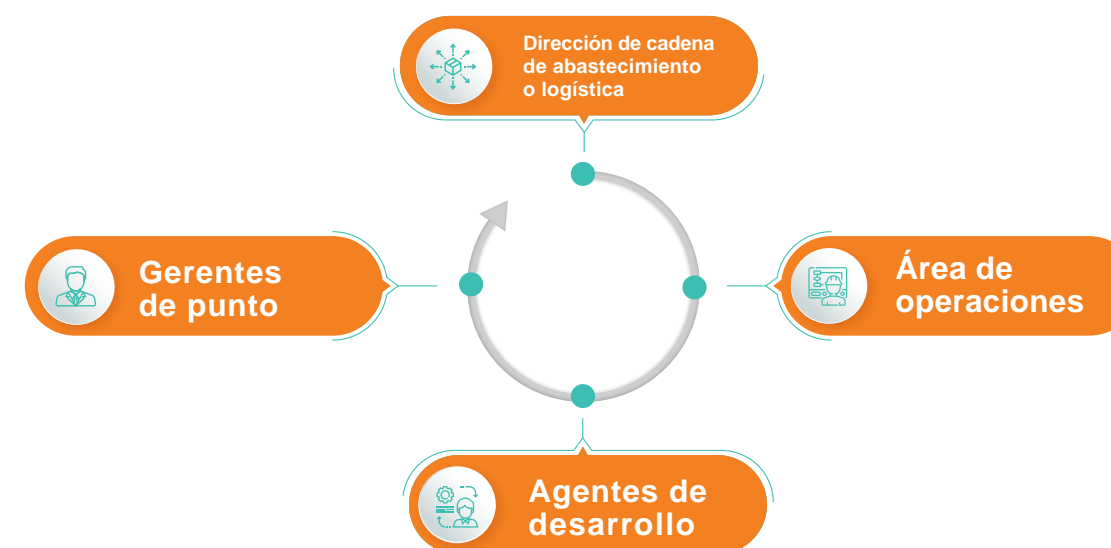 Dirección de cadena
de abastecimiento
o logística
Gerentes
de punto
Área de
operaciones
Agentes de
desarrollo